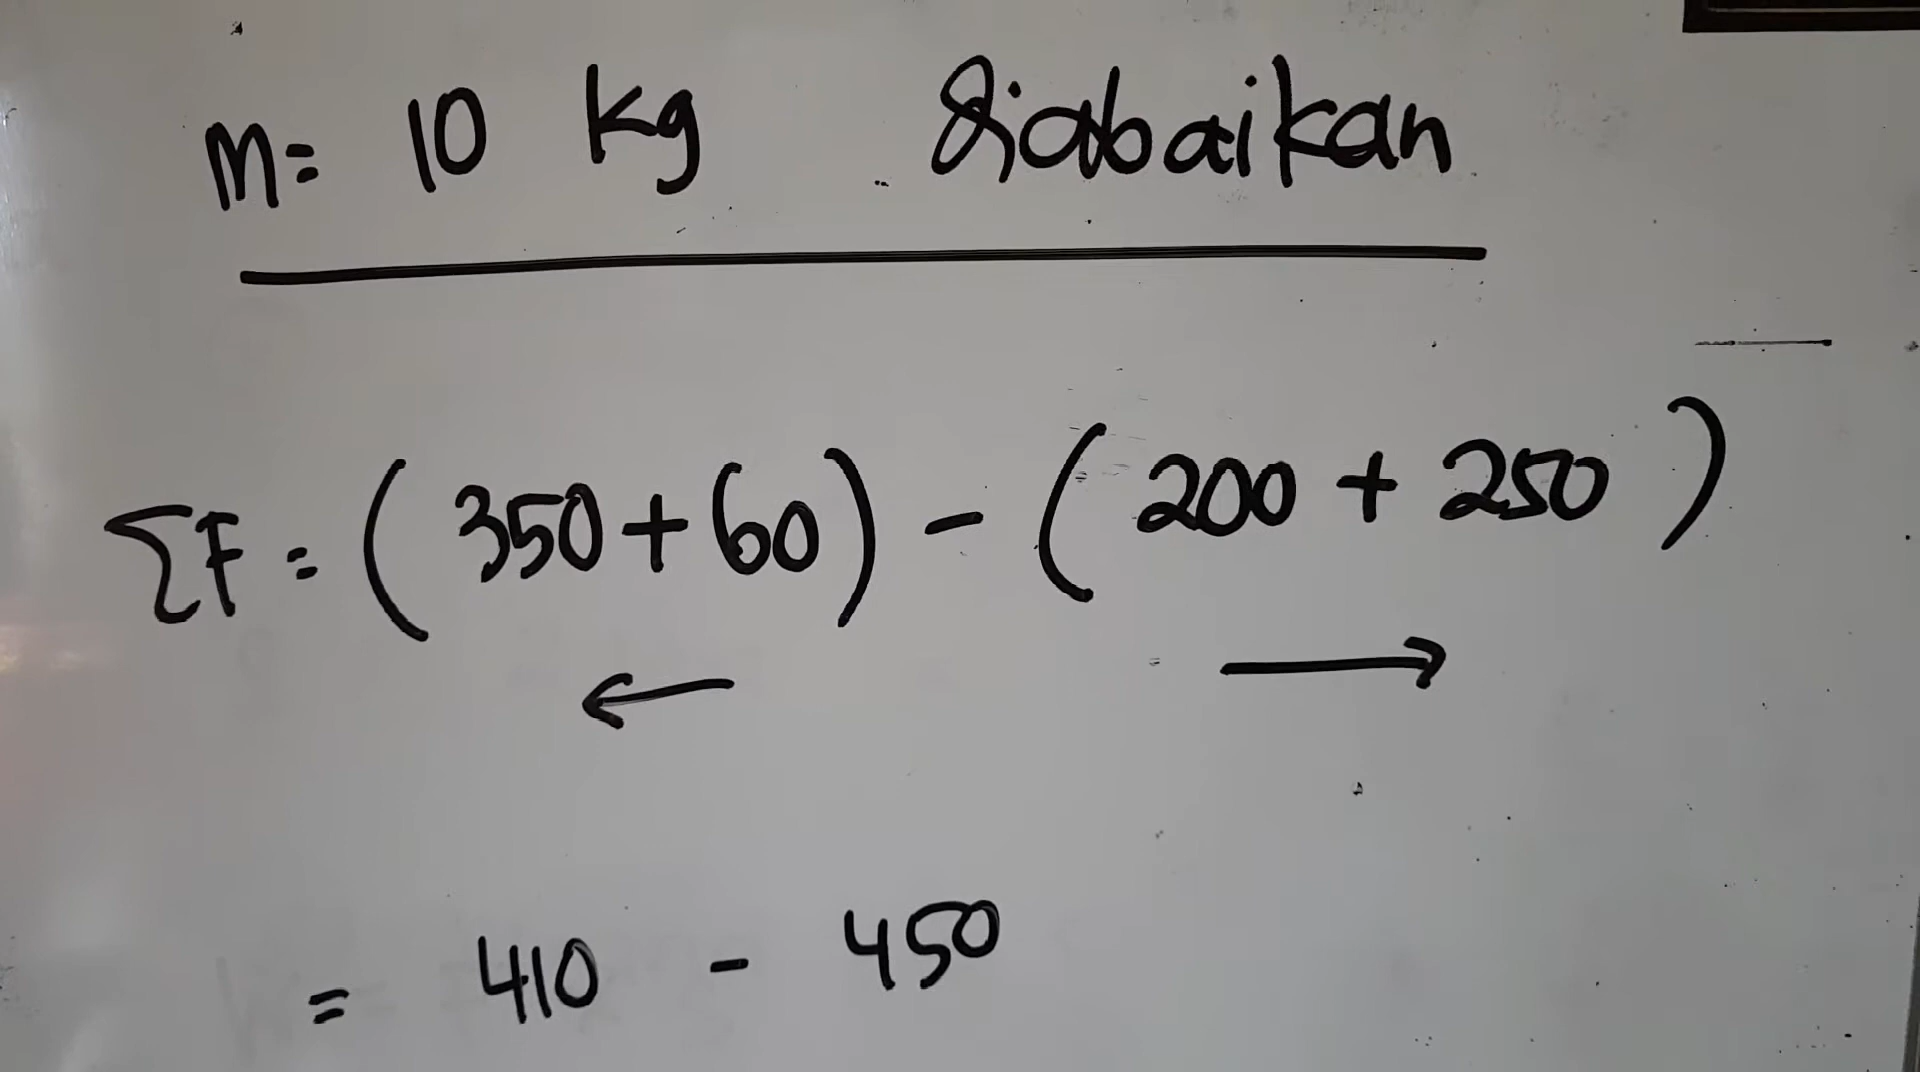 m= 10 kg diabaikan
ΣF = (350+60) - (200 + 250)
← →
= 410 - 450